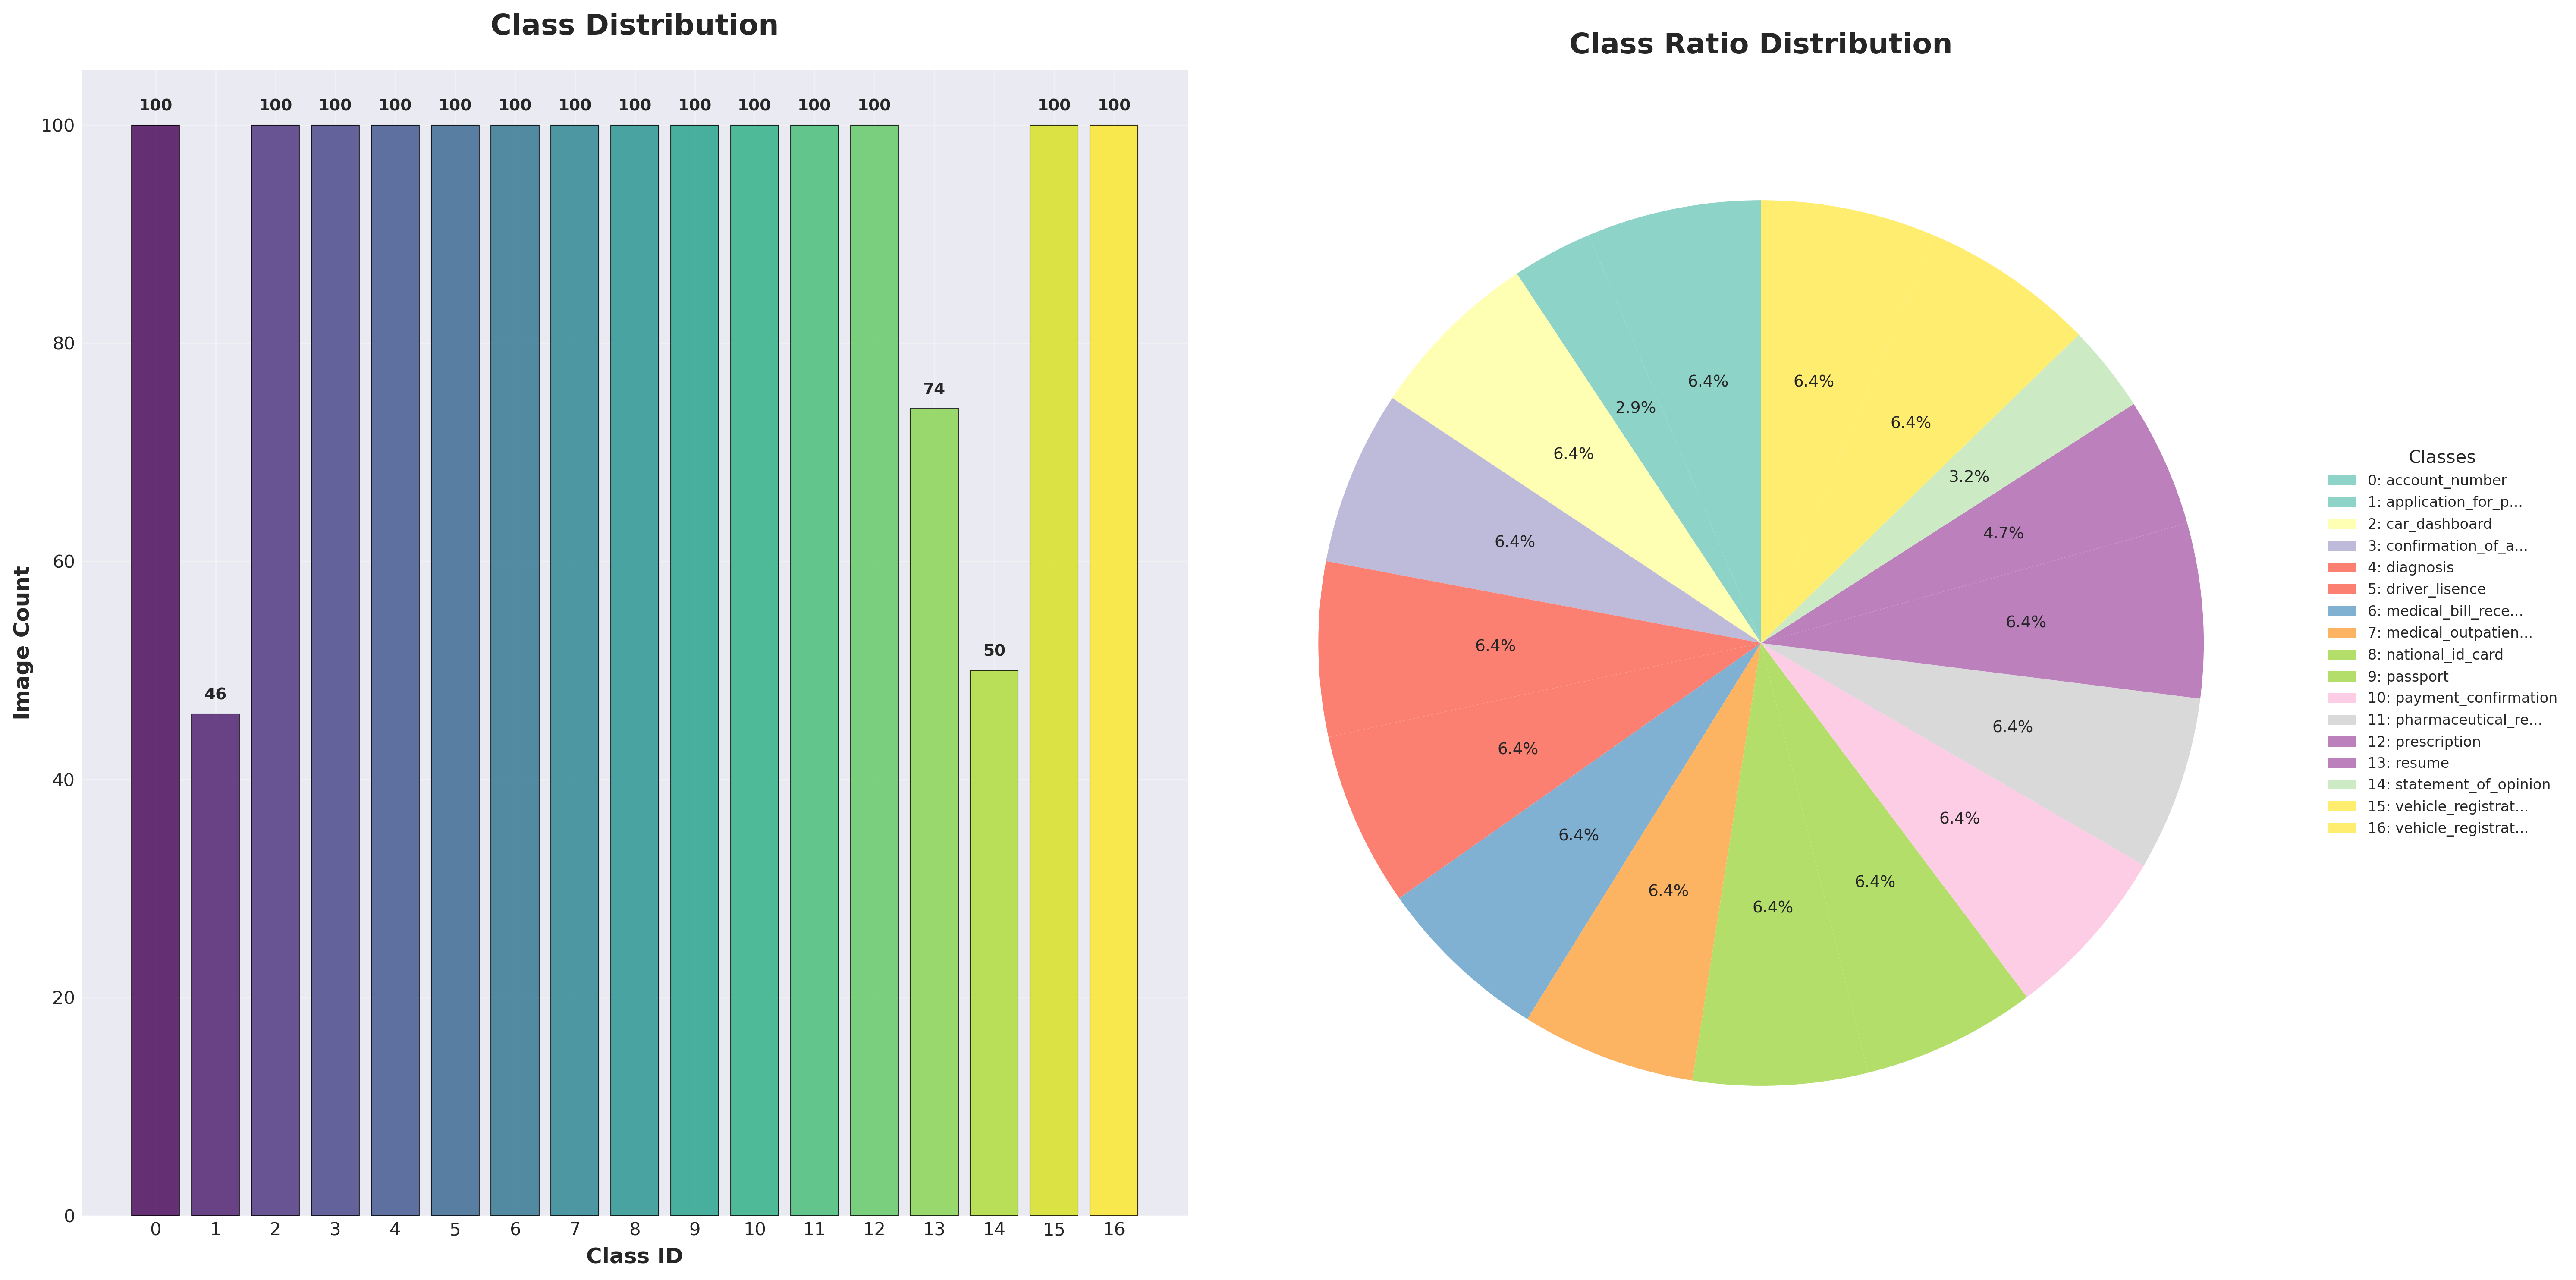 Class Distribution
Image Count
100
80
60
40
20
0
100
46
100
100
100
100
100
100
100
100
100
100
100
74
50
100
100
0
1
2
3
4
5
6
7
8
9
10
11
12
13
14
15
16
Class ID
Class Ratio Distribution
6.4%
2.9%
6.4%
6.4%
6.4%
6.4%
6.4%
6.4%
6.4%
6.4%
6.4%
6.4%
6.4%
4.7%
3.2%
6.4%
6.4%
Classes
0: account_number
1: application_for_p...
2: car_dashboard
3: confirmation_of_a...
4: diagnosis
5: driver_lisence
6: medical_bill_rece...
7: medical_outpatien...
8: national_id_card
9: passport
10: payment_confirmation
11: pharmaceutical_re...
12: prescription
13: resume
14: statement_of_opinion
15: vehicle_registrat...
16: vehicle_registrat...